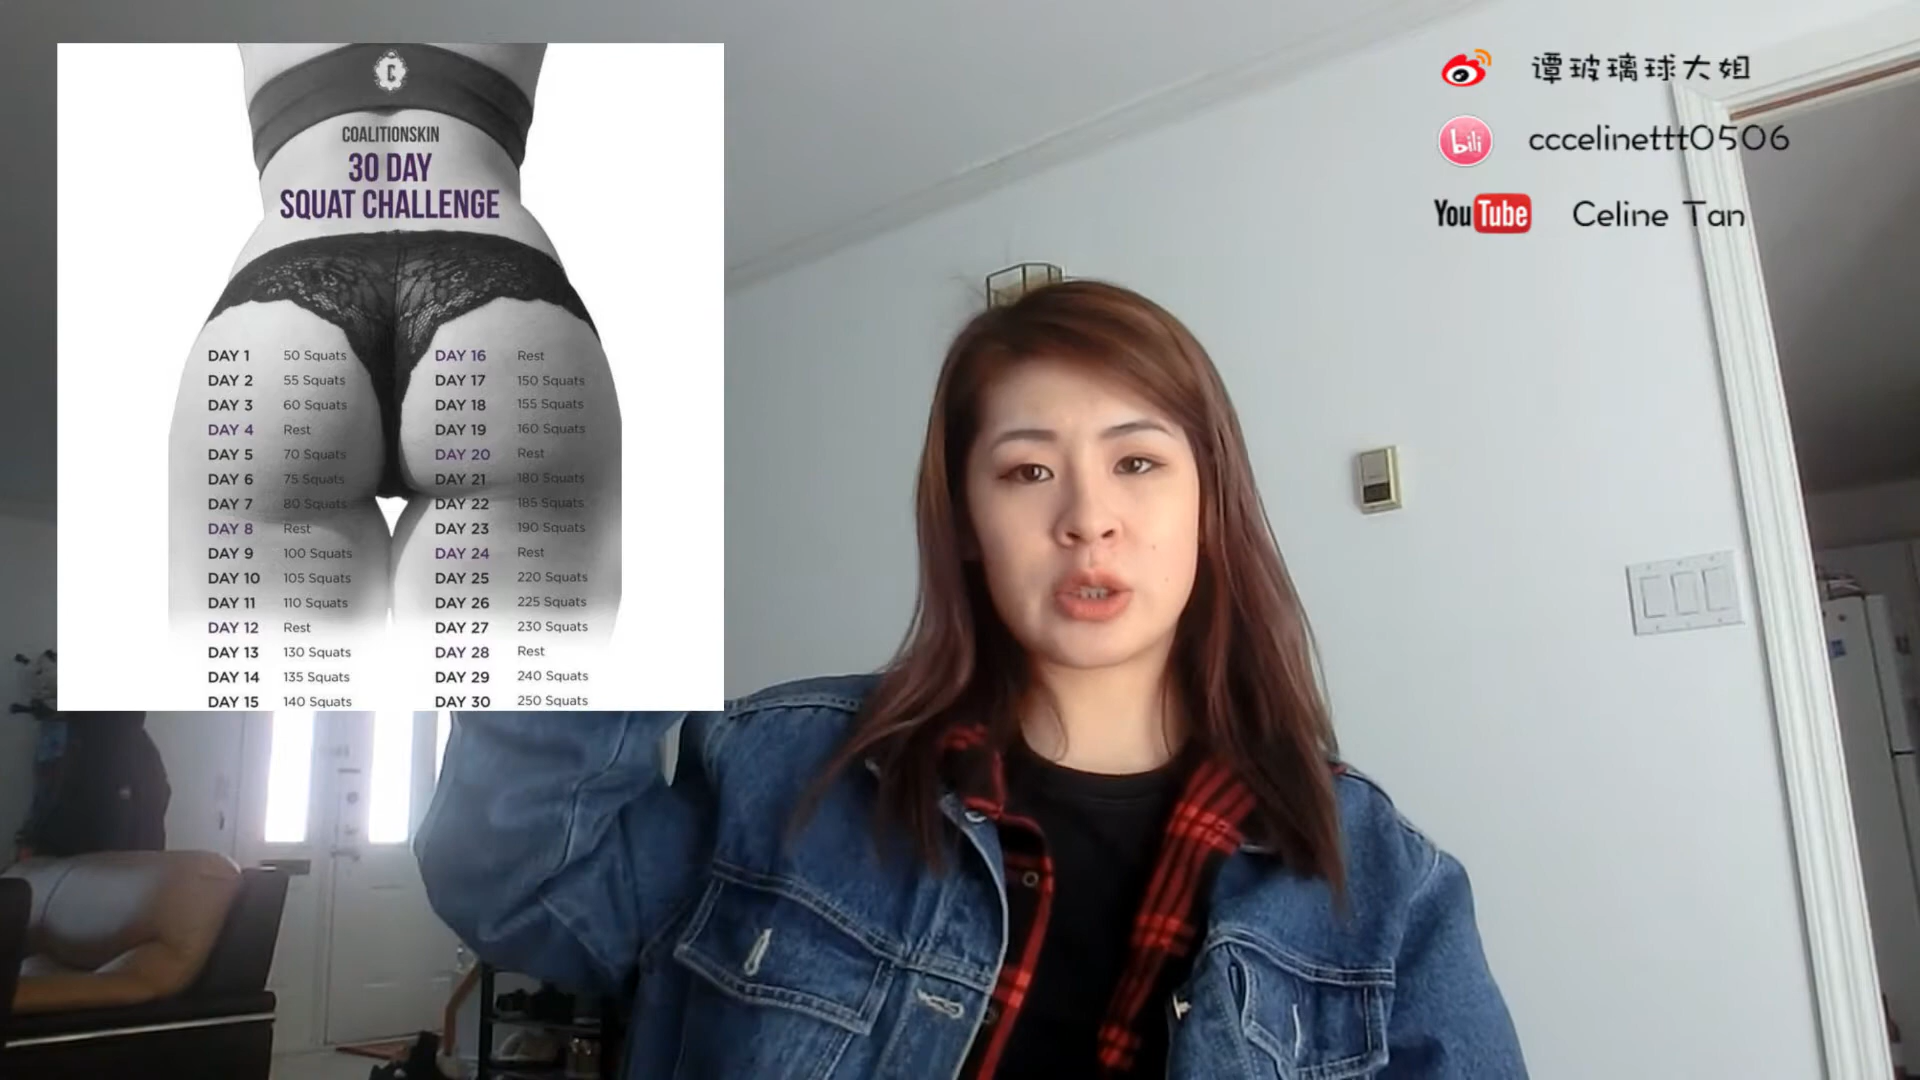 C
COALITIONSKIN
30 DAY
SQUAT CHALLENGE
DAY 1 50 Squats
DAY 2 55 Squats
DAY 3 60 Squats
DAY 4 Rest
DAY 5 70 Squats
DAY 6 75 Squats
DAY 7 80 Squats
DAY 8 Rest
DAY 9 100 Squats
DAY 10 105 Squats
DAY 11 110 Squats
DAY 12 Rest
DAY 13 130 Squats
DAY 14 135 Squats
DAY 15 140 Squats
DAY 16 Rest
DAY 17 150 Squats
DAY 18 155 Squats
DAY 19 160 Squats
DAY 20 Rest
DAY 21 180 Squats
DAY 22 185 Squats
DAY 23 190 Squats
DAY 24 Rest
DAY 25 220 Squats
DAY 26 225 Squats
DAY 27 230 Squats
DAY 28 Rest
DAY 29 240 Squats
DAY 30 250 Squats
谭玻璃球大姐
bili cccelinettt0506
YouTube Celine Tan